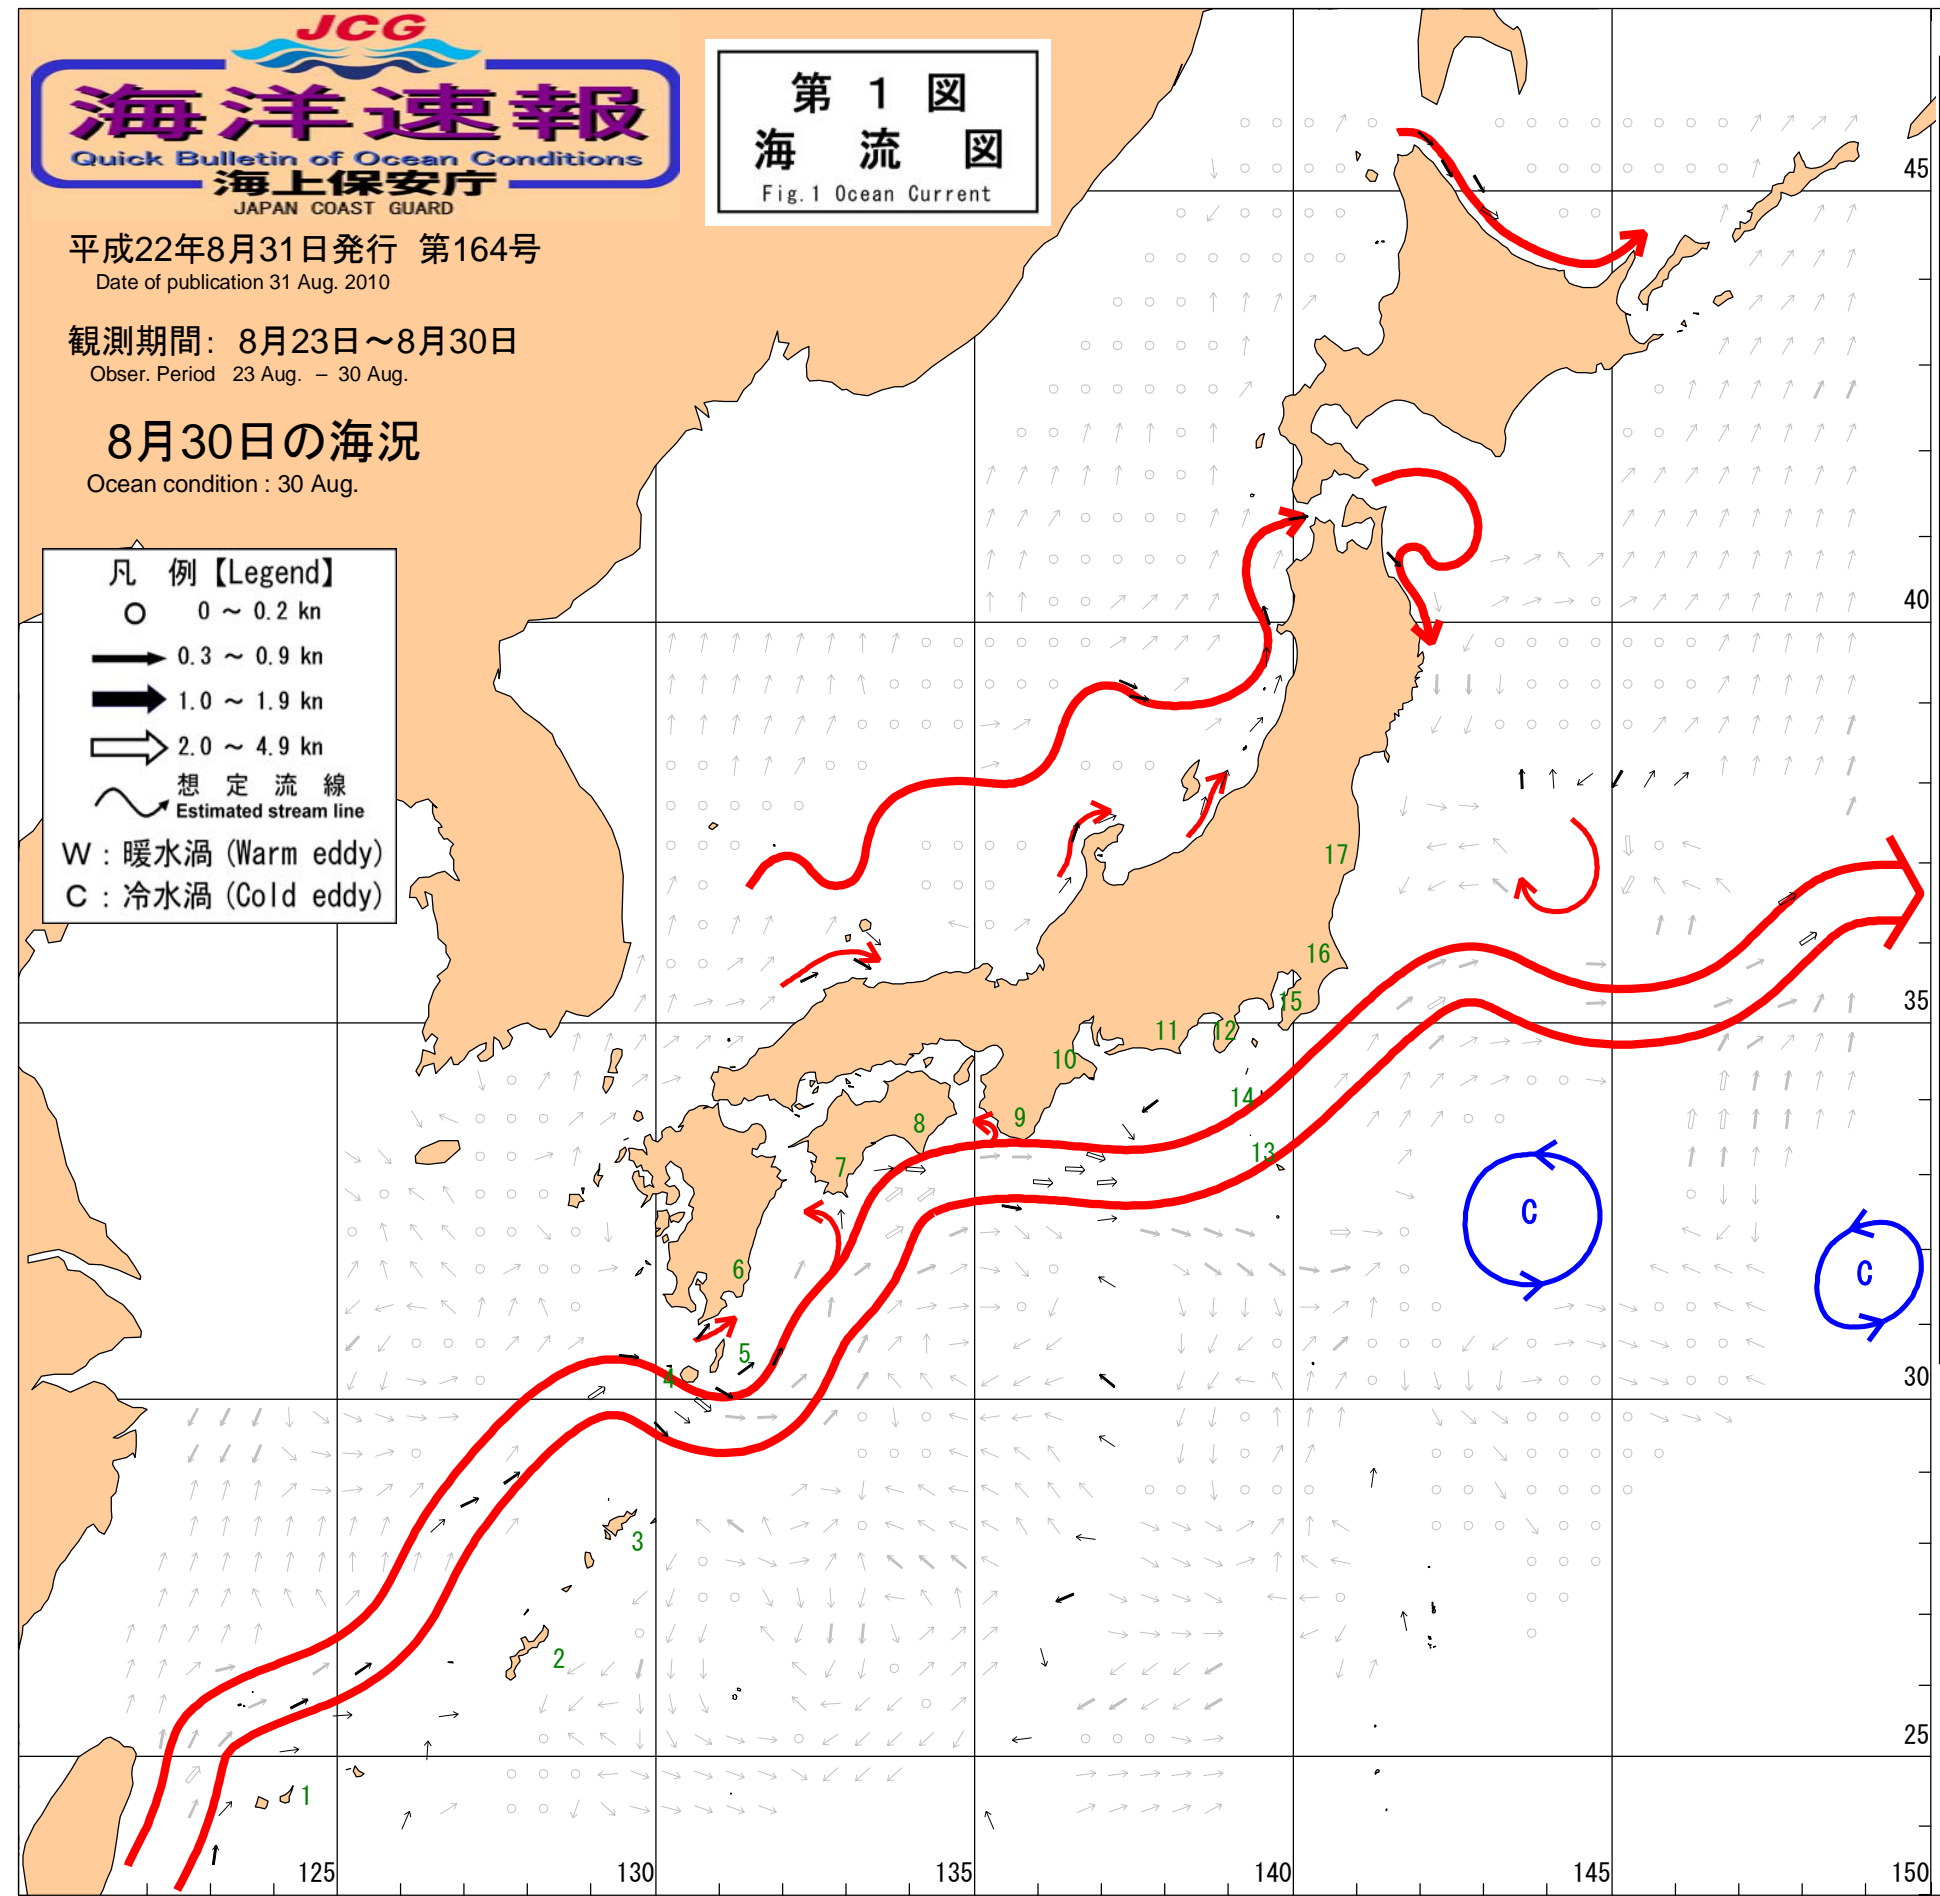 JCG
海洋速報
Quick Bulletin of Ocean Conditions
海上保安庁
JAPAN COAST GUARD
第 1 図
海 流 図
Fig.1 Ocean Current
平成22年8月31日発行 第164号
Date of publication 31 Aug. 2010
観測期間: 8月23日～8月30日
Obser. Period 23 Aug. – 30 Aug.
8月30日の海況
Ocean condition : 30 Aug.
凡 例【Legend】
0 ～ 0.2 kn
0.3 ～ 0.9 kn
1.0 ～ 1.9 kn
2.0 ～ 4.9 kn
想 定 流 線
Estimated stream line
W : 暖水渦 (Warm eddy)
C : 冷水渦 (Cold eddy)
45
40
17
16
35
15
11
12
10
14
9
8
13
7
C
6
C
5
4
30
3
2
25
1
125
130
135
140
145
150